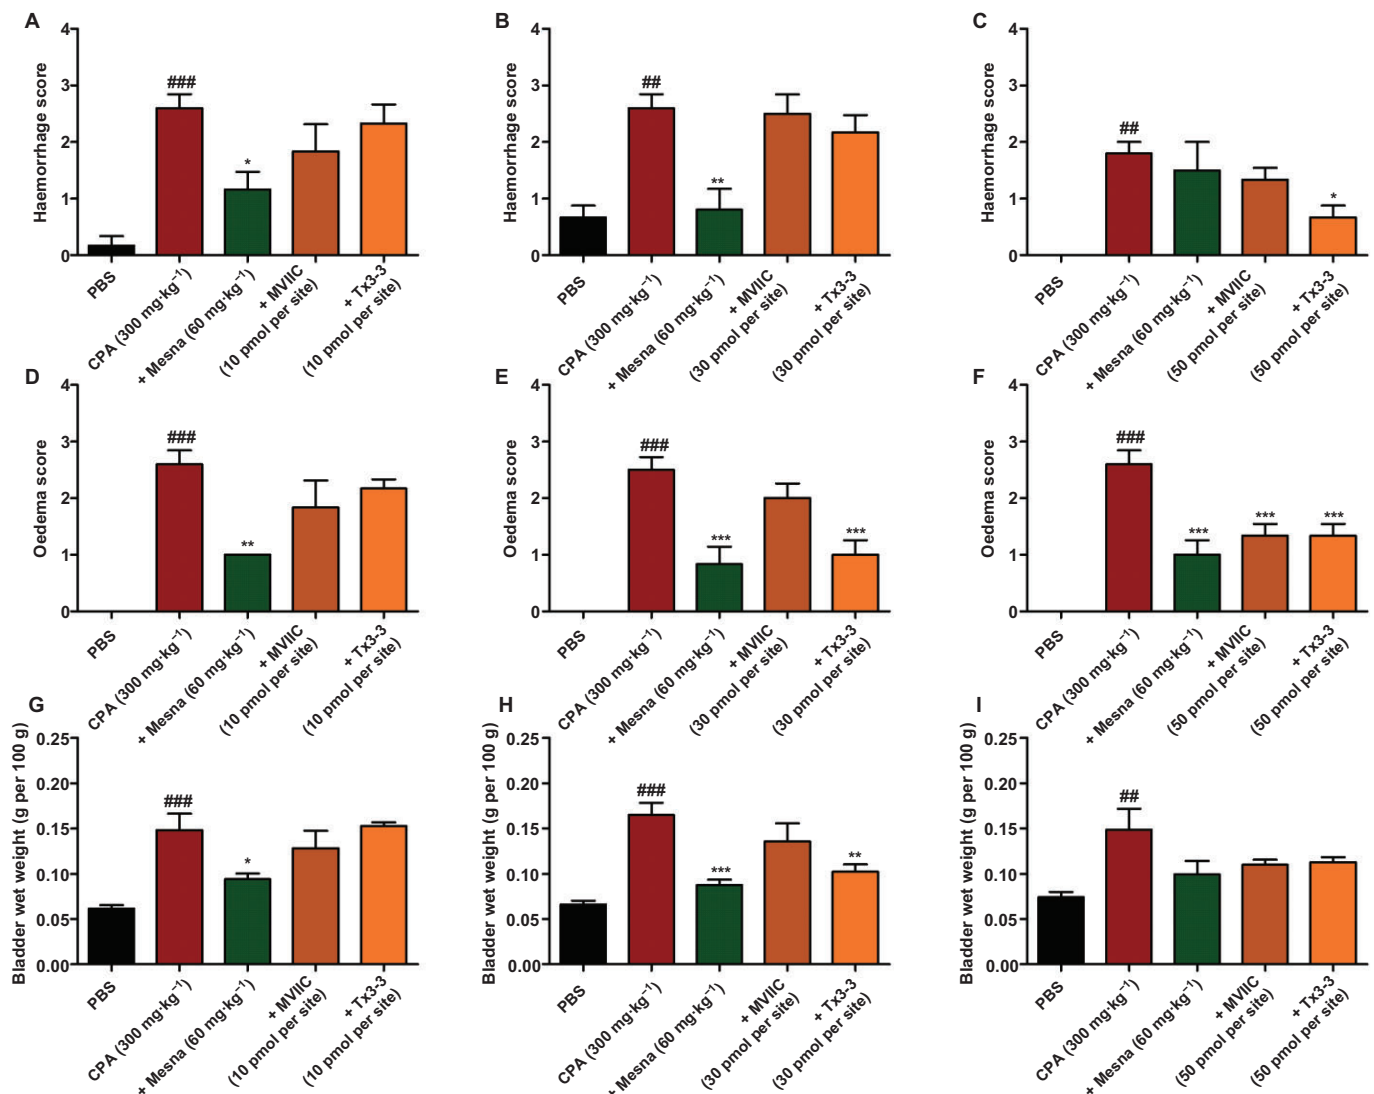 A
Haemorrhage score
4
3
2
1
0
###
*
PBS
CPA (300 mg·kg⁻¹)
+ Mesna (60 mg·kg⁻¹)
+ MVIIC
(10 pmol per site)
+ Tx3-3
(10 pmol per site)
B
Haemorrhage score
4
3
2
1
0
##
**
PBS
CPA (300 mg·kg⁻¹)
+ Mesna (60 mg·kg⁻¹)
+ MVIIC
(30 pmol per site)
+ Tx3-3
(30 pmol per site)
C
Haemorrhage score
4
3
2
1
0
##
*
PBS
CPA (300 mg·kg⁻¹)
+ Mesna (60 mg·kg⁻¹)
+ MVIIC
(50 pmol per site)
+ Tx3-3
(50 pmol per site)
D
Oedema score
4
3
2
1
0
###
**
PBS
CPA (300 mg·kg⁻¹)
+ Mesna (60 mg·kg⁻¹)
+ MVIIC
(10 pmol per site)
+ Tx3-3
(10 pmol per site)
E
Oedema score
4
3
2
1
0
###
***
***
PBS
CPA (300 mg·kg⁻¹)
+ Mesna (60 mg·kg⁻¹)
+ MVIIC
(30 pmol per site)
+ Tx3-3
(30 pmol per site)
F
Oedema score
4
3
2
1
0
###
***
***
***
PBS
CPA (300 mg·kg⁻¹)
+ Mesna (60 mg·kg⁻¹)
+ MVIIC
(50 pmol per site)
+ Tx3-3
(50 pmol per site)
G
Bladder wet weight (g per 100 g)
0.25
0.20
0.15
0.10
0.05
0.00
###
*
PBS
CPA (300 mg·kg⁻¹)
+ Mesna (60 mg·kg⁻¹)
+ MVIIC
(10 pmol per site)
+ Tx3-3
(10 pmol per site)
H
Bladder wet weight (g per 100 g)
0.25
0.20
0.15
0.10
0.05
0.00
###
***
**
PBS
CPA (300 mg·kg⁻¹)
+ Mesna (60 mg·kg⁻¹)
+ MVIIC
(30 pmol per site)
+ Tx3-3
(30 pmol per site)
I
Bladder wet weight (g per 100 g)
0.25
0.20
0.15
0.10
0.05
0.00
##
PBS
CPA (300 mg·kg⁻¹)
+ Mesna (60 mg·kg⁻¹)
+ MVIIC
(50 pmol per site)
+ Tx3-3
(50 pmol per site)